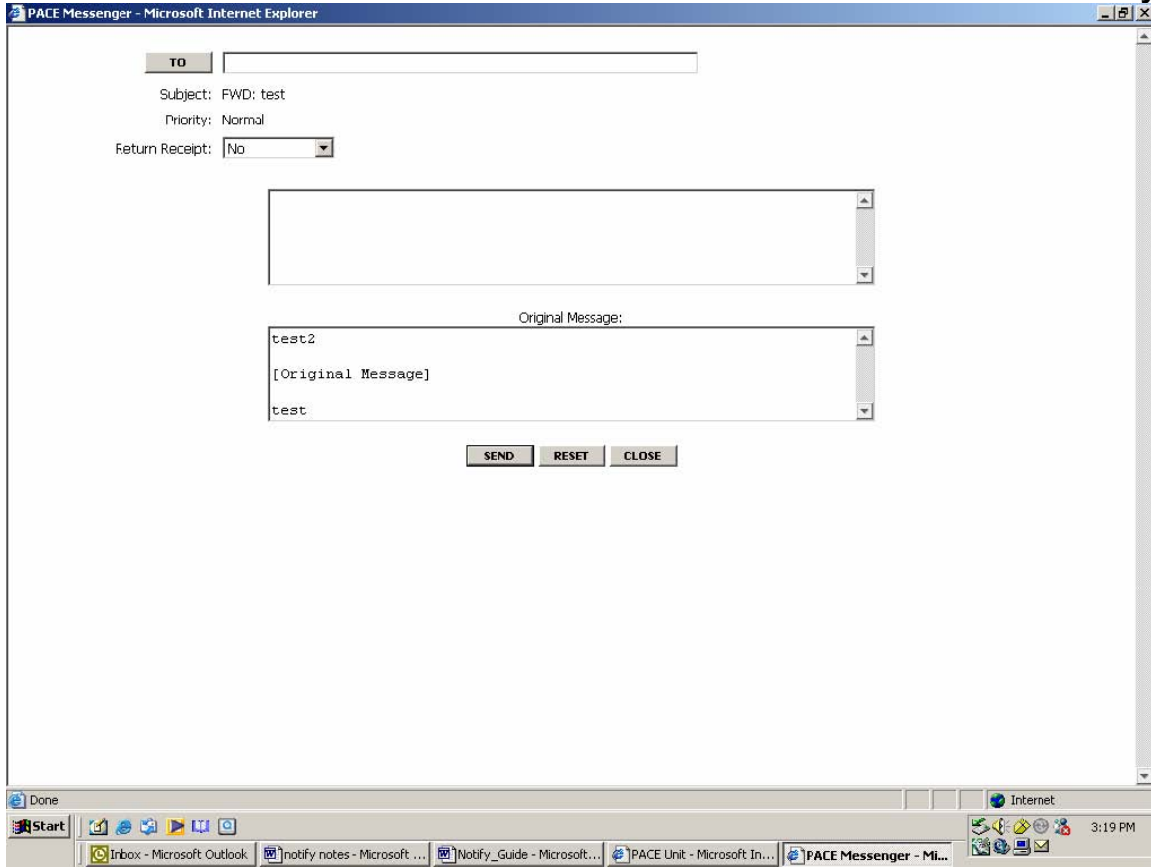 PACE Messenger - Microsoft Internet Explorer
TO
Subject: FWD: test
Priority: Normal
Return Receipt: No
Original Message:
test2
[Original Message]
test
SEND RESET CLOSE
Done Internet
Start 3:19 PM
Inbox - Microsoft Outlook notify notes - Microsoft ... Notify_Guide - Microsoft... PACE Unit - Microsoft In... PACE Messenger - Mi...